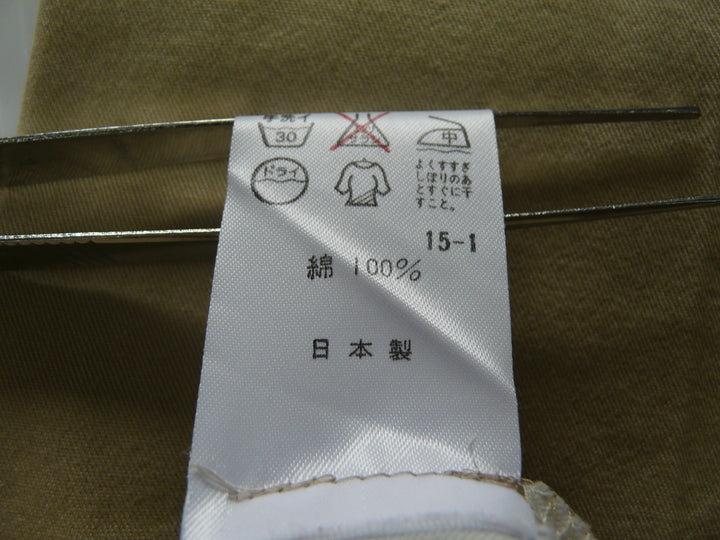 手洗イ
30
中
ドライ
よくすすぎ
しぼりのあ
とすぐに干
すこと。
15-1
綿 100%
日本製